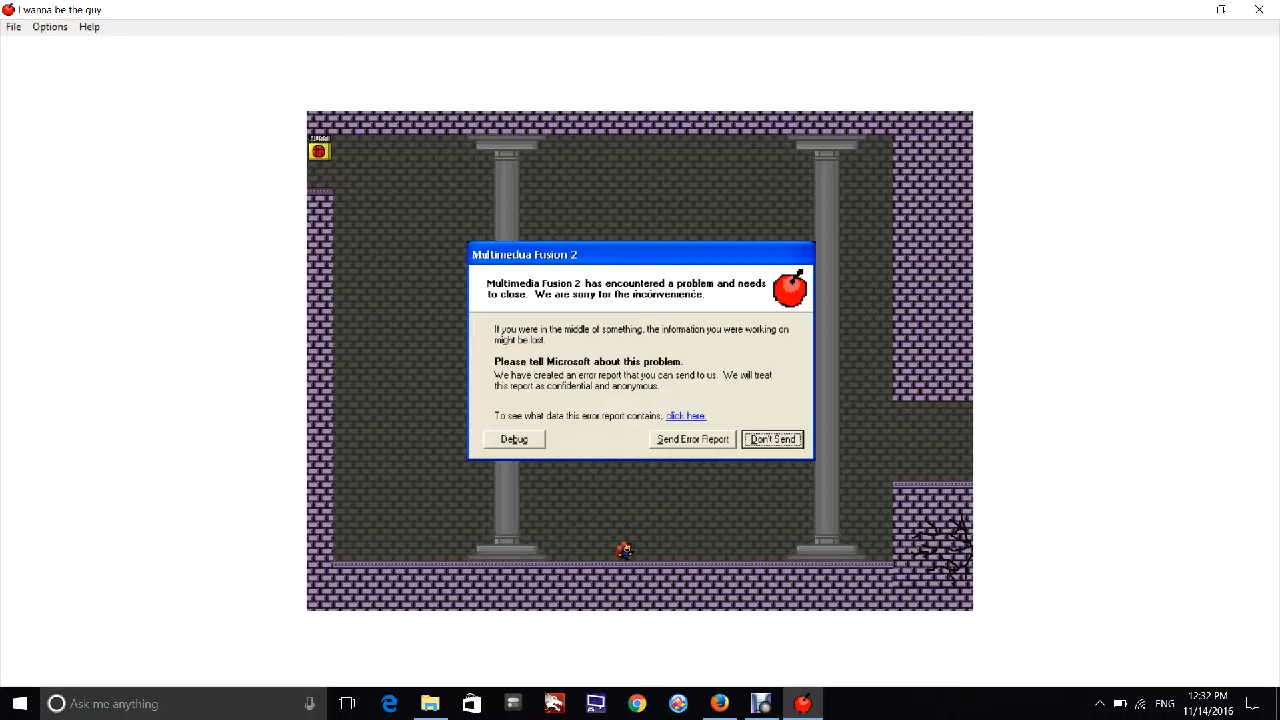 I wanna be the guy
File Options Help
Multimedua Fusion 2
Multimedia Fusion 2 has encountered a problem and needs
to close. We are sorry for the inconvenience.
If you were in the middle of something, the information you were working on
might be lost.
Please tell Microsoft about this problem.
We have created an error report that you can send to us. We will treat
this report as confidential and anonymous.
To see what data this error report contains, click here.
Debug Send Error Report Don't Send
Ask me anything
ENG
12:32 PM
11/14/2016